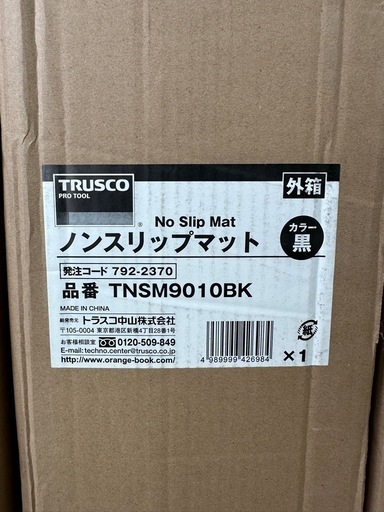 TRUSCO
PRO TOOL
®
外箱
No Slip Mat
ノンスリップマット
カラー
黒
発注コード 792-2370
品番 TNSM9010BK
MADE IN CHINA
総発売元 トラスコ中山株式会社
〒105-0004 東京都港区新橋4丁目28番1号
お客様相談室 0120-509-849
E-mail:techno.center@trusco.co.jp
http://www.orange-book.com/
4 989999 426984
紙
×1